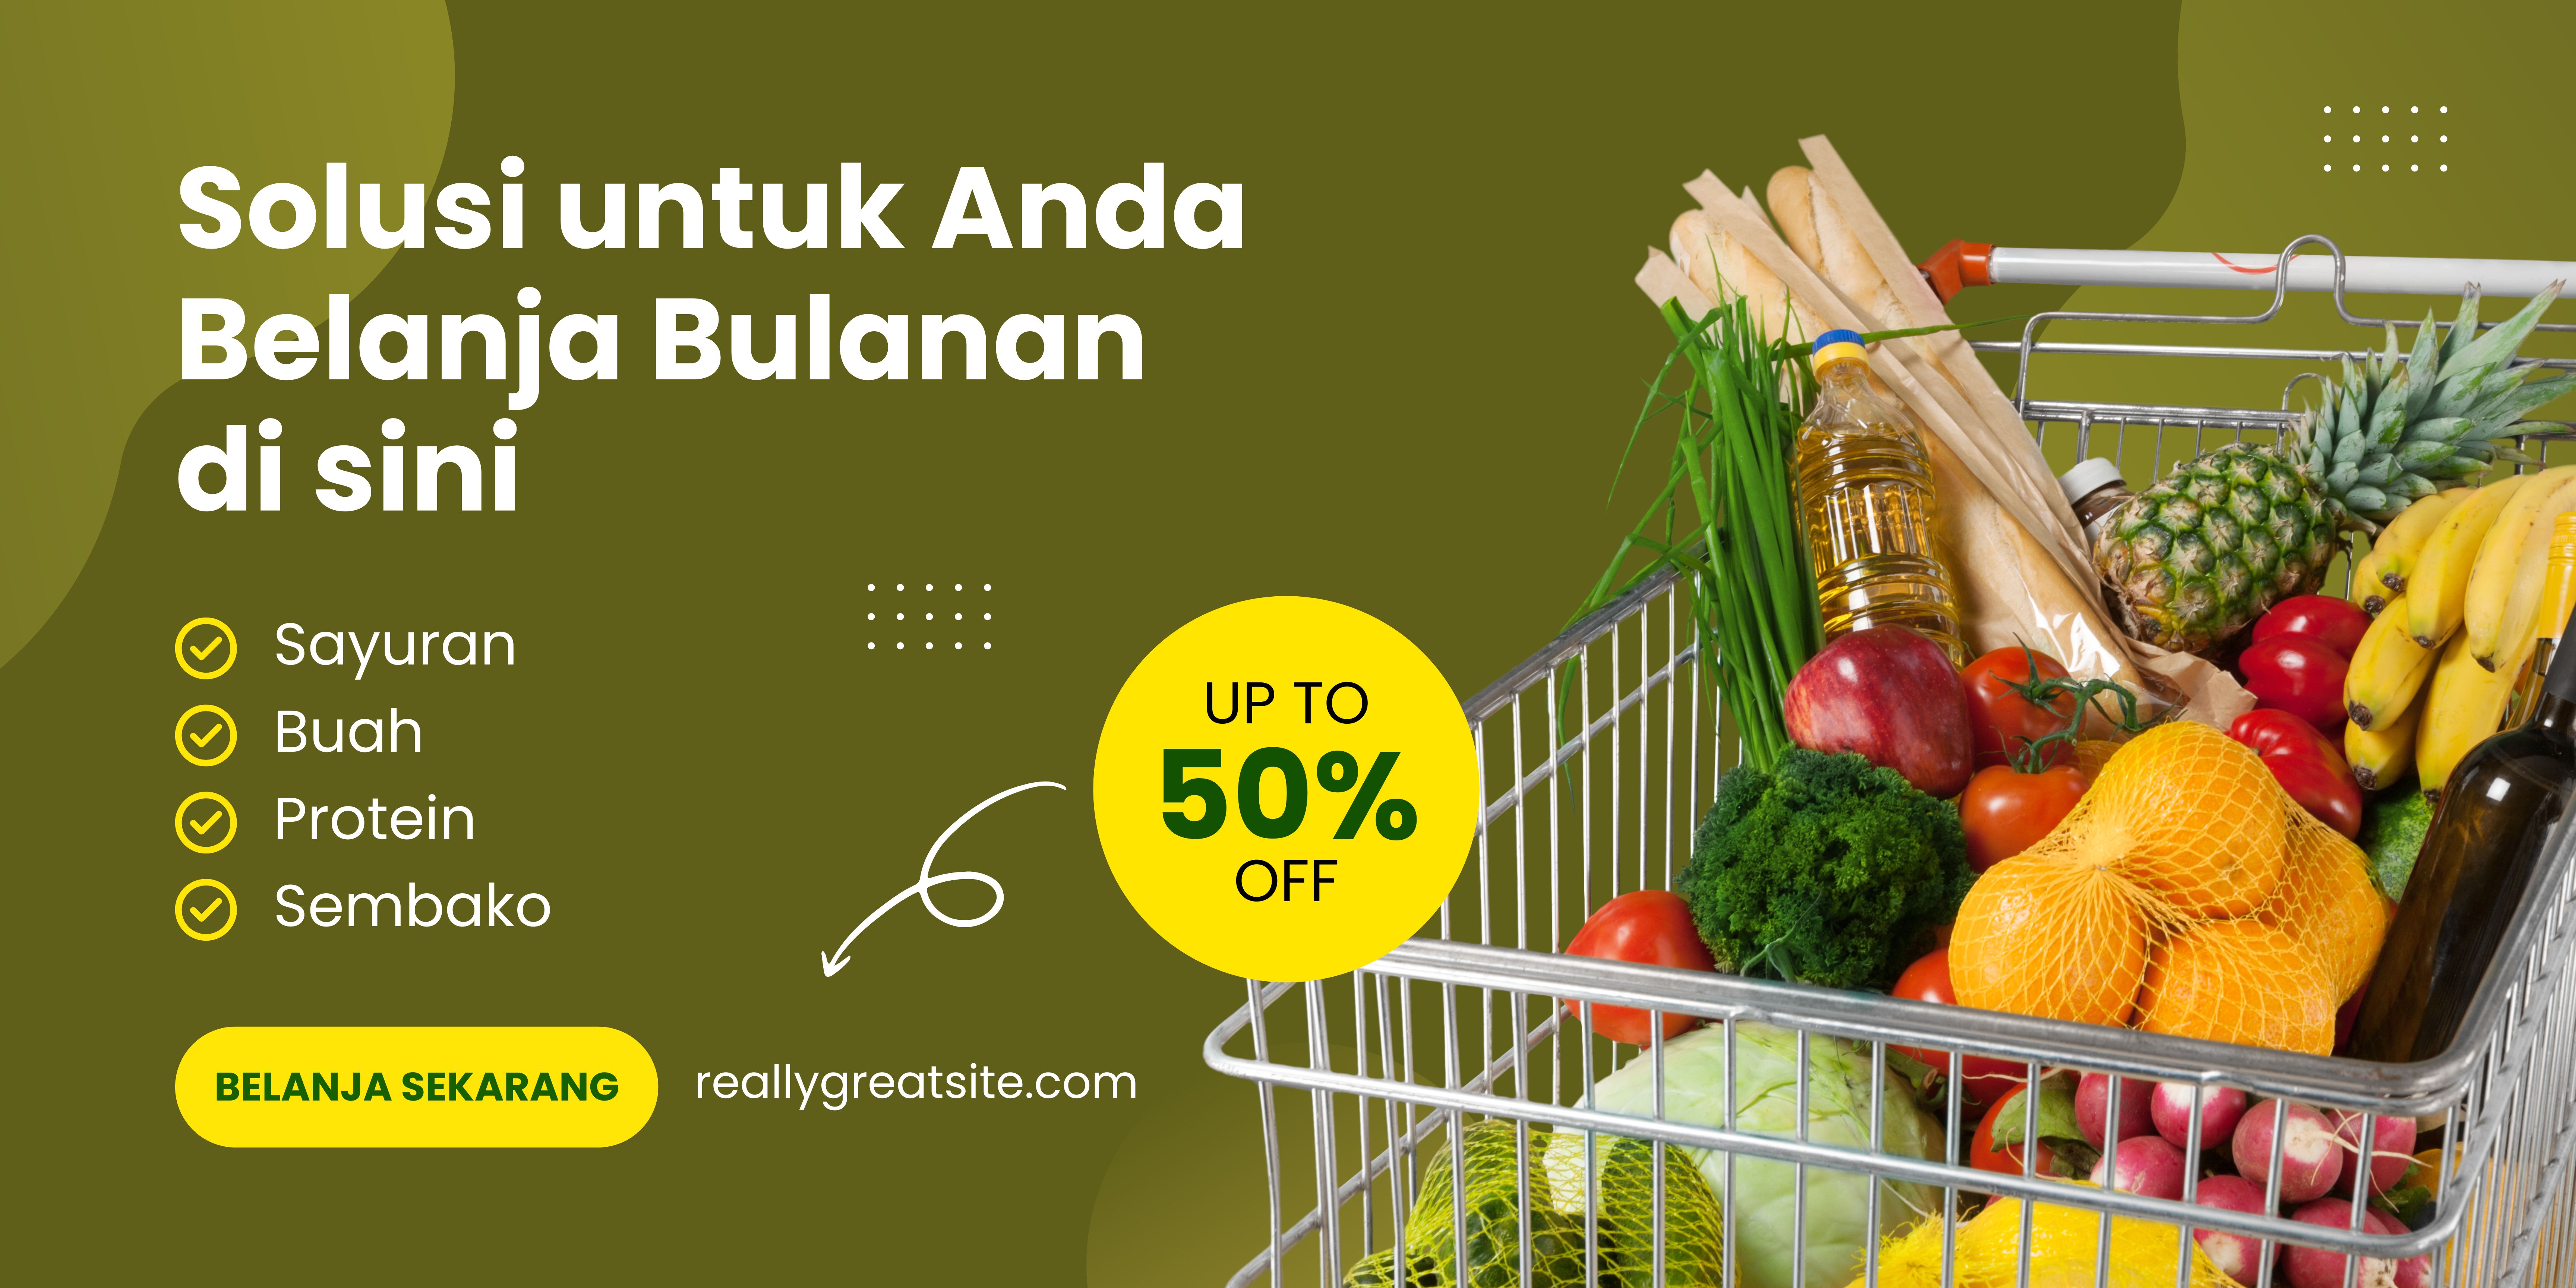 Solusi untuk Anda
Belanja Bulanan
di sini
Sayuran
Buah
Protein
Sembako
UP TO
50%
OFF
BELANJA SEKARANG
reallygreatsite.com